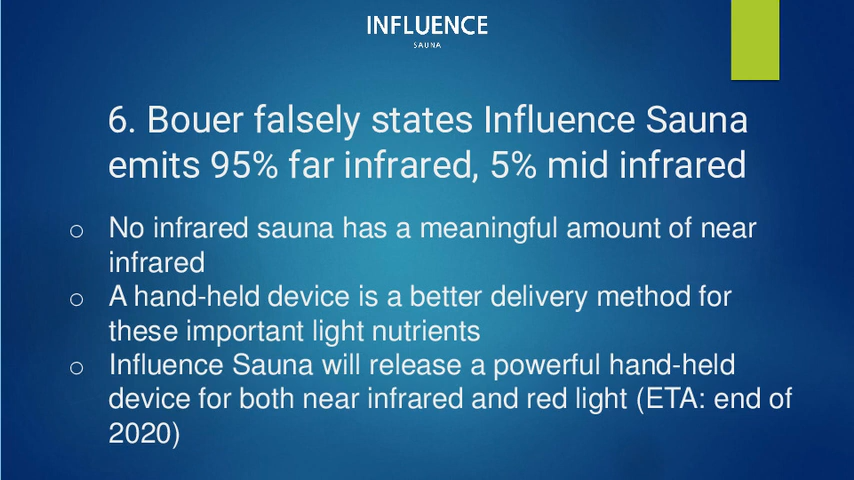 INFLUENCE
SAUNA
6. Bouer falsely states Influence Sauna
emits 95% far infrared, 5% mid infrared
o No infrared sauna has a meaningful amount of near
infrared
o A hand-held device is a better delivery method for
these important light nutrients
o Influence Sauna will release a powerful hand-held
device for both near infrared and red light (ETA: end of
2020)